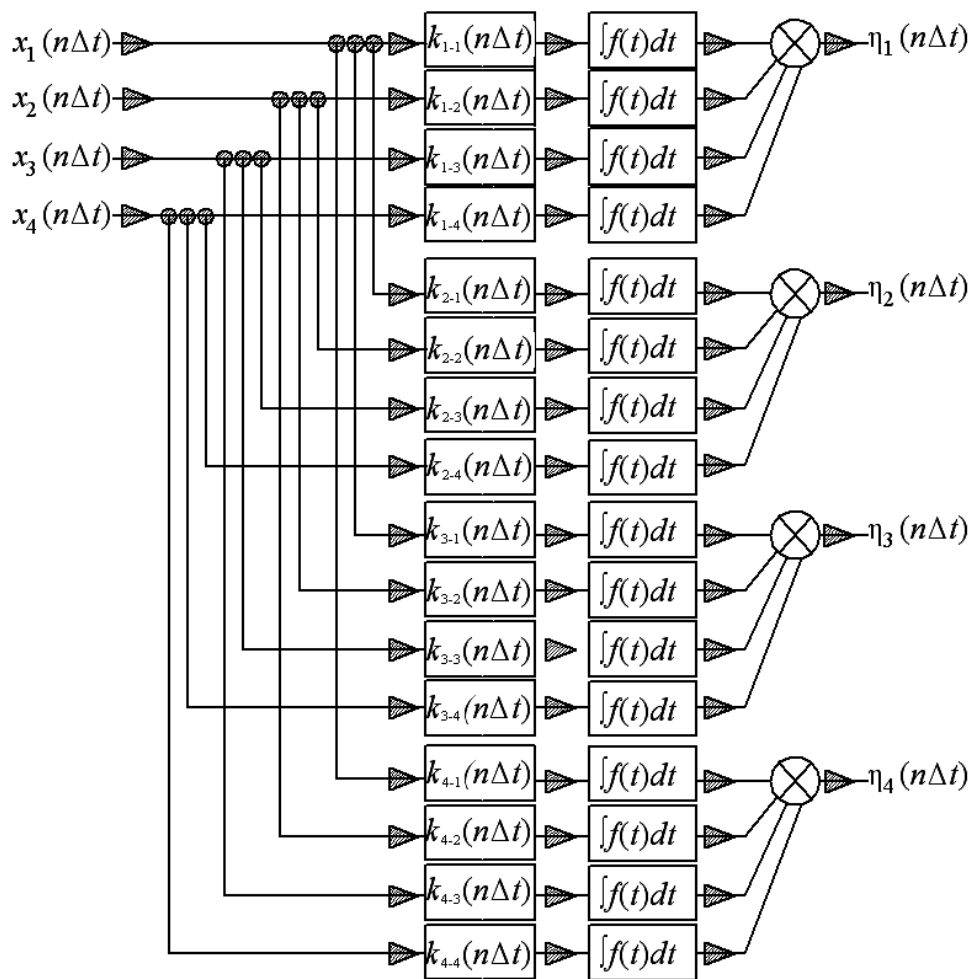 x₁(nΔt) k₁₋₁(nΔt) ∫f(t)dt η₁(nΔt)
x₂(nΔt) k₁₋₂(nΔt) ∫f(t)dt
x₃(nΔt) k₁₋₃(nΔt) ∫f(t)dt
x₄(nΔt) k₁₋₄(nΔt) ∫f(t)dt
k₂₋₁(nΔt) ∫f(t)dt η₂(nΔt)
k₂₋₂(nΔt) ∫f(t)dt
k₂₋₃(nΔt) ∫f(t)dt
k₂₋₄(nΔt) ∫f(t)dt
k₃₋₁(nΔt) ∫f(t)dt η₃(nΔt)
k₃₋₂(nΔt) ∫f(t)dt
k₃₋₃(nΔt) ∫f(t)dt
k₃₋₄(nΔt) ∫f(t)dt
k₄₋₁(nΔt) ∫f(t)dt η₄(nΔt)
k₄₋₂(nΔt) ∫f(t)dt
k₄₋₃(nΔt) ∫f(t)dt
k₄₋₄(nΔt) ∫f(t)dt